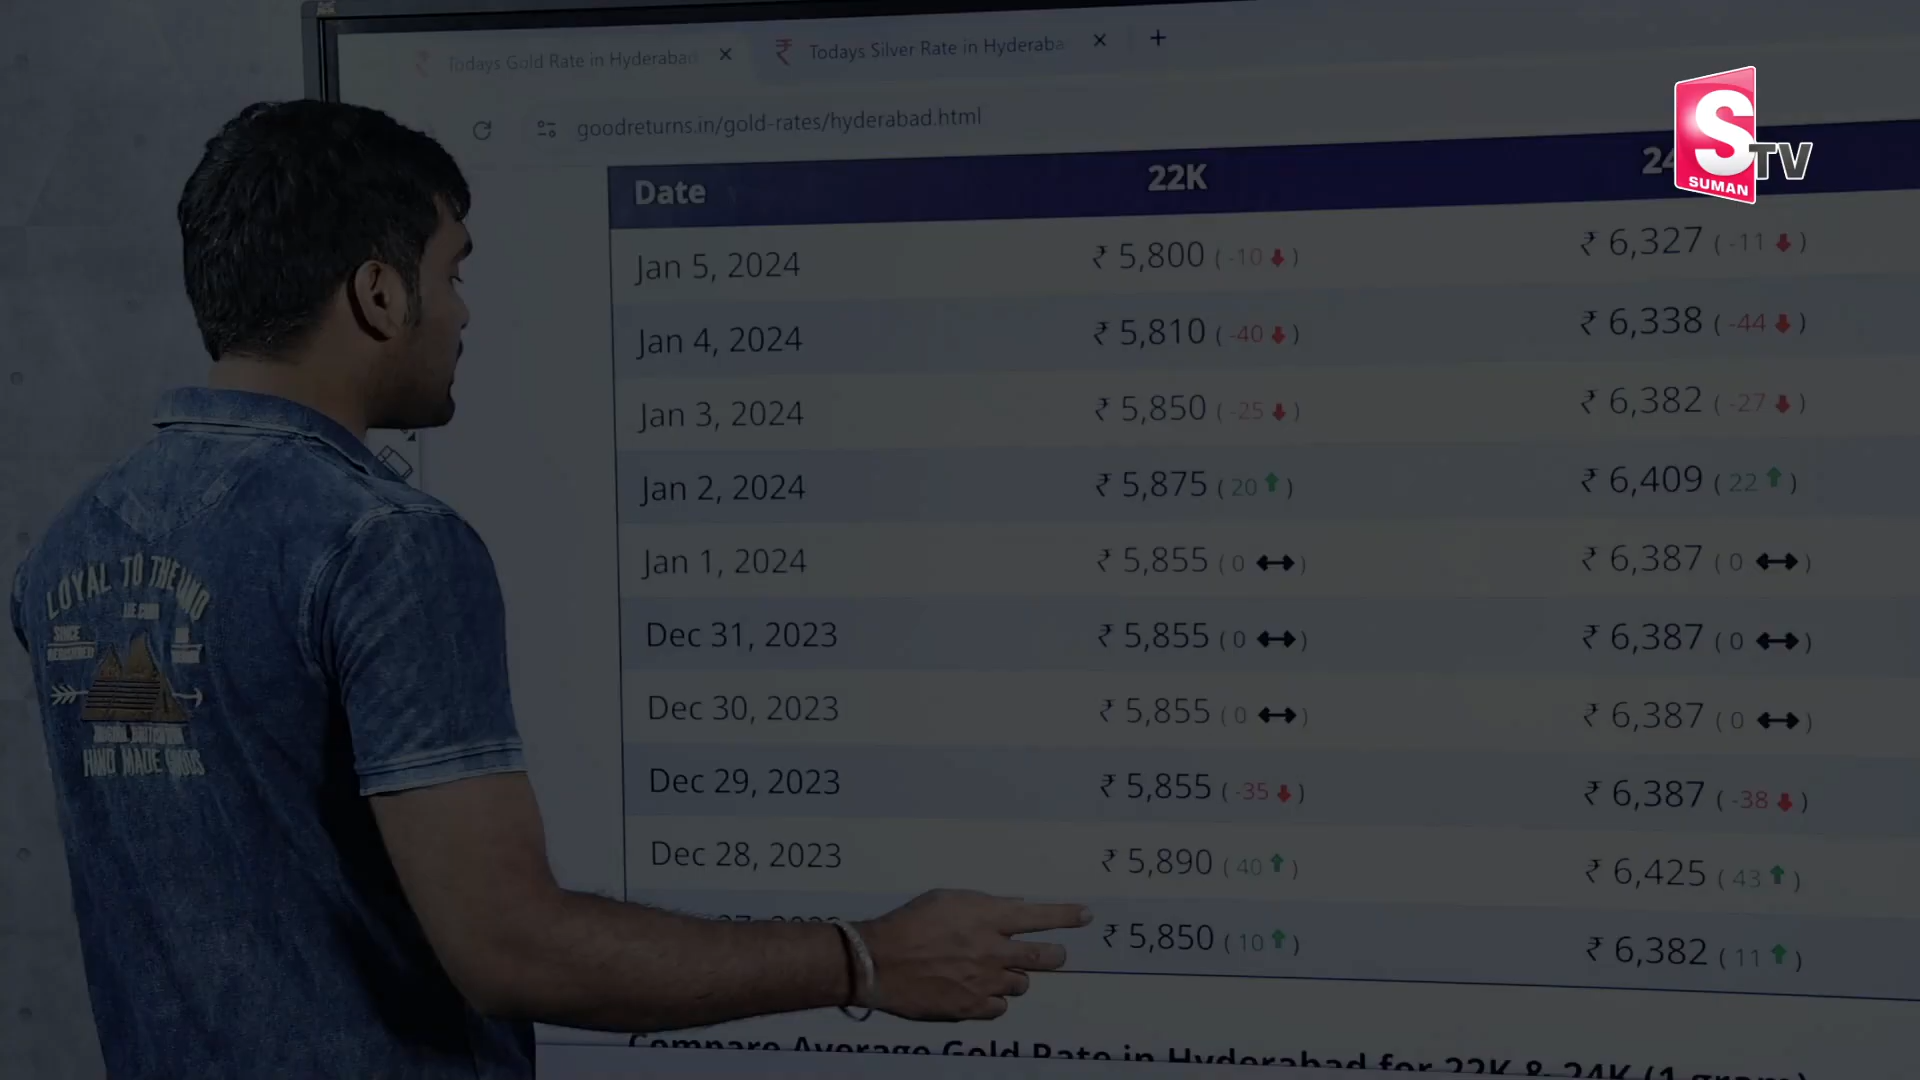 Todays Gold Rate in Hyderabad
Todays Silver Rate in Hyderaba
goodreturns.in/gold-rates/hyderabad.html
S TV
SUMAN
Date 22K 24
Jan 5, 2024 ₹ 5,800 ( -10 ) ₹ 6,327 ( -11 )
Jan 4, 2024 ₹ 5,810 ( -40 ) ₹ 6,338 ( -44 )
Jan 3, 2024 ₹ 5,850 ( -25 ) ₹ 6,382 ( -27 )
Jan 2, 2024 ₹ 5,875 ( 20 ) ₹ 6,409 ( 22 )
Jan 1, 2024 ₹ 5,855 ( 0 ) ₹ 6,387 ( 0 )
Dec 31, 2023 ₹ 5,855 ( 0 ) ₹ 6,387 ( 0 )
Dec 30, 2023 ₹ 5,855 ( 0 ) ₹ 6,387 ( 0 )
Dec 29, 2023 ₹ 5,855 ( -35 ) ₹ 6,387 ( -38 )
Dec 28, 2023 ₹ 5,890 ( 40 ) ₹ 6,425 ( 43 )
₹ 5,850 ( 10 ) ₹ 6,382 ( 11 )
Compare Average Gold Rate in Hyderabad for 22K & 24K (1 gram)
LOYAL TO THE
SINCE
HAND MADE GOODS